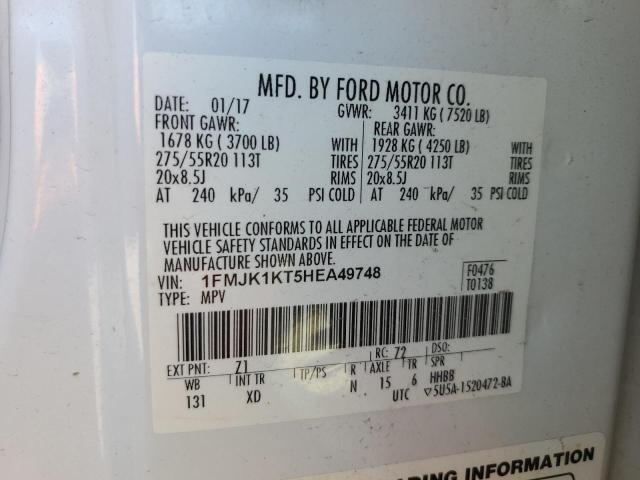 MFD. BY FORD MOTOR CO.
DATE: 01/17 GVWR: 3411 KG ( 7520 LB)
FRONT GAWR: REAR GAWR:
1678 KG ( 3700 LB) WITH 1928 KG ( 4250 LB) WITH
275/55R20 113T TIRES 275/55R20 113T TIRES
20x8.5J RIMS 20x8.5J RIMS
AT 240 kPa/ 35 PSI COLD AT 240 kPa/ 35 PSI COLD
THIS VEHICLE CONFORMS TO ALL APPLICABLE FEDERAL MOTOR
VEHICLE SAFETY STANDARDS IN EFFECT ON THE DATE OF
MANUFACTURE SHOWN ABOVE.
VIN: 1FMJK1KT5HEA49748 F0476
TYPE: MPV T0138
EXT PNT: Z1 RC: 72 DSO:
WB INT TR TP/PS R AXLE TR SPR
131 XD N 15 6 HHBB
UTC ▽5U5A-1520472-BA
INFORMATION